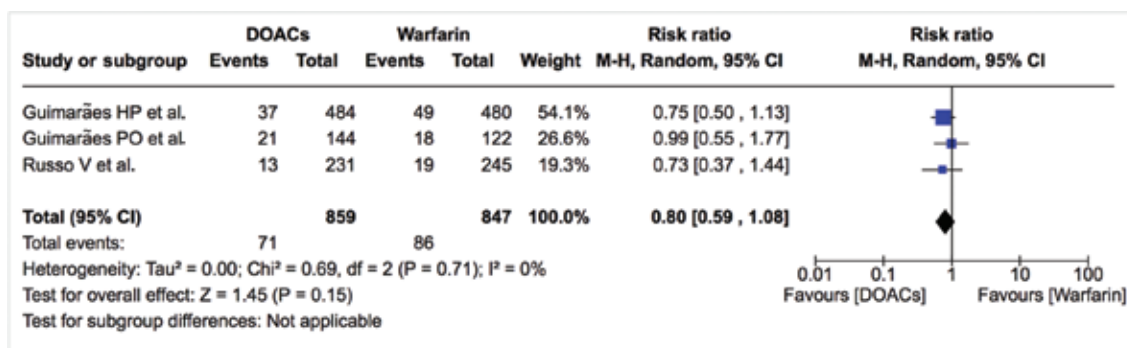 DOACs Warfarin Risk ratio Risk ratio
Study or subgroup Events Total Events Total Weight M-H, Random, 95% CI M-H, Random, 95% CI
Guimarães HP et al. 37 484 49 480 54.1% 0.75 [0.50 , 1.13]
Guimarães PO et al. 21 144 18 122 26.6% 0.99 [0.55 , 1.77]
Russo V et al. 13 231 19 245 19.3% 0.73 [0.37 , 1.44]
Total (95% CI) 859 847 100.0% 0.80 [0.59 , 1.08]
Total events: 71 86
Heterogeneity: Tau² = 0.00; Chi² = 0.69, df = 2 (P = 0.71); I² = 0%
Test for overall effect: Z = 1.45 (P = 0.15)
Test for subgroup differences: Not applicable
0.01 0.1 1 10 100
Favours [DOACs] Favours [Warfarin]